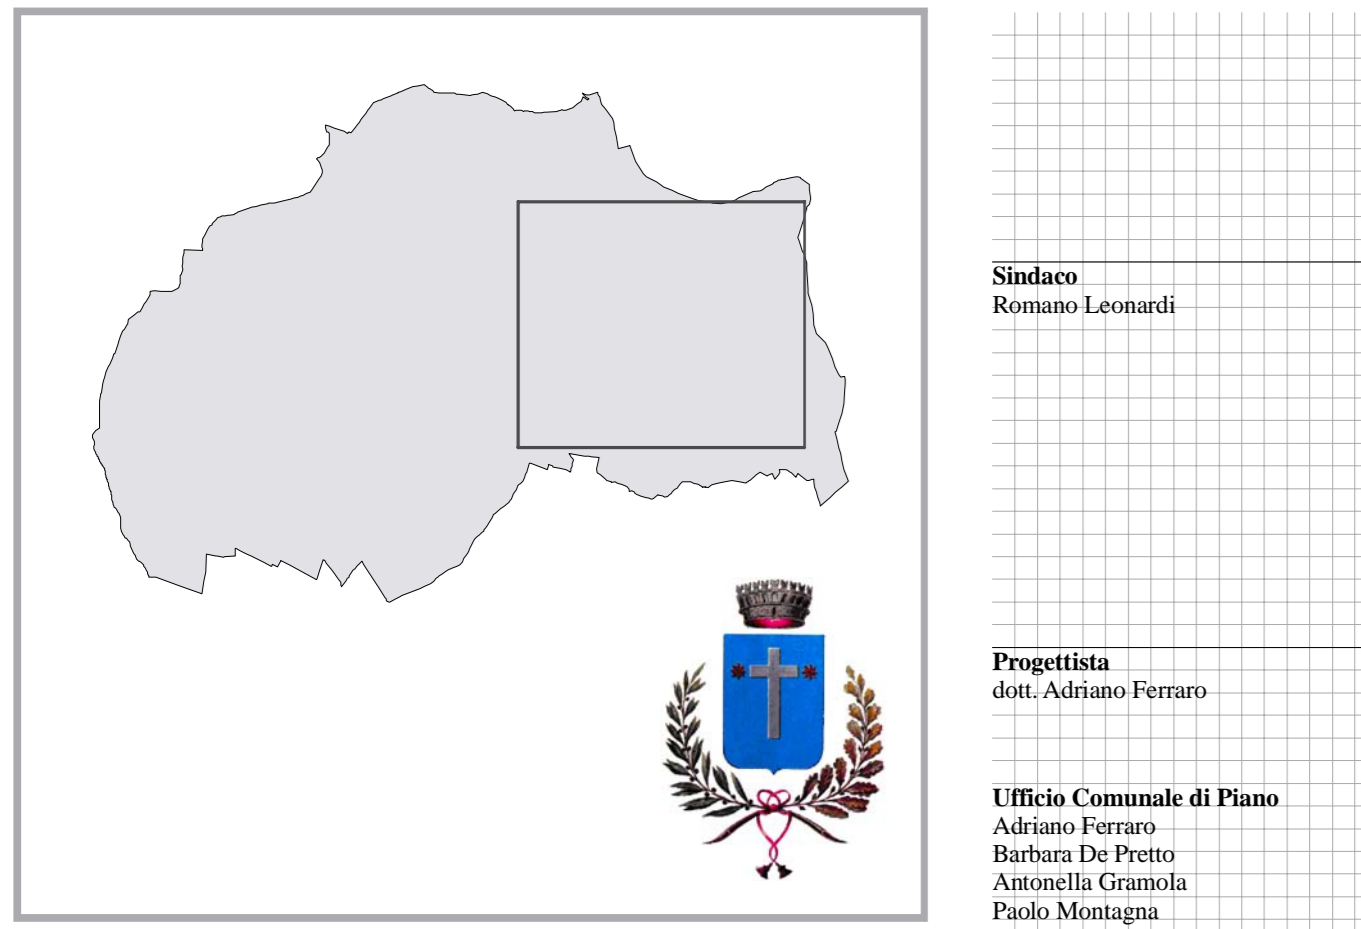 Sindaco
Romano Leonardi
Progettista
dott. Adriano Ferraro
Ufficio Comunale di Piano
Adriano Ferraro
Barbara De Pretto
Antonella Gramola
Paolo Montagna